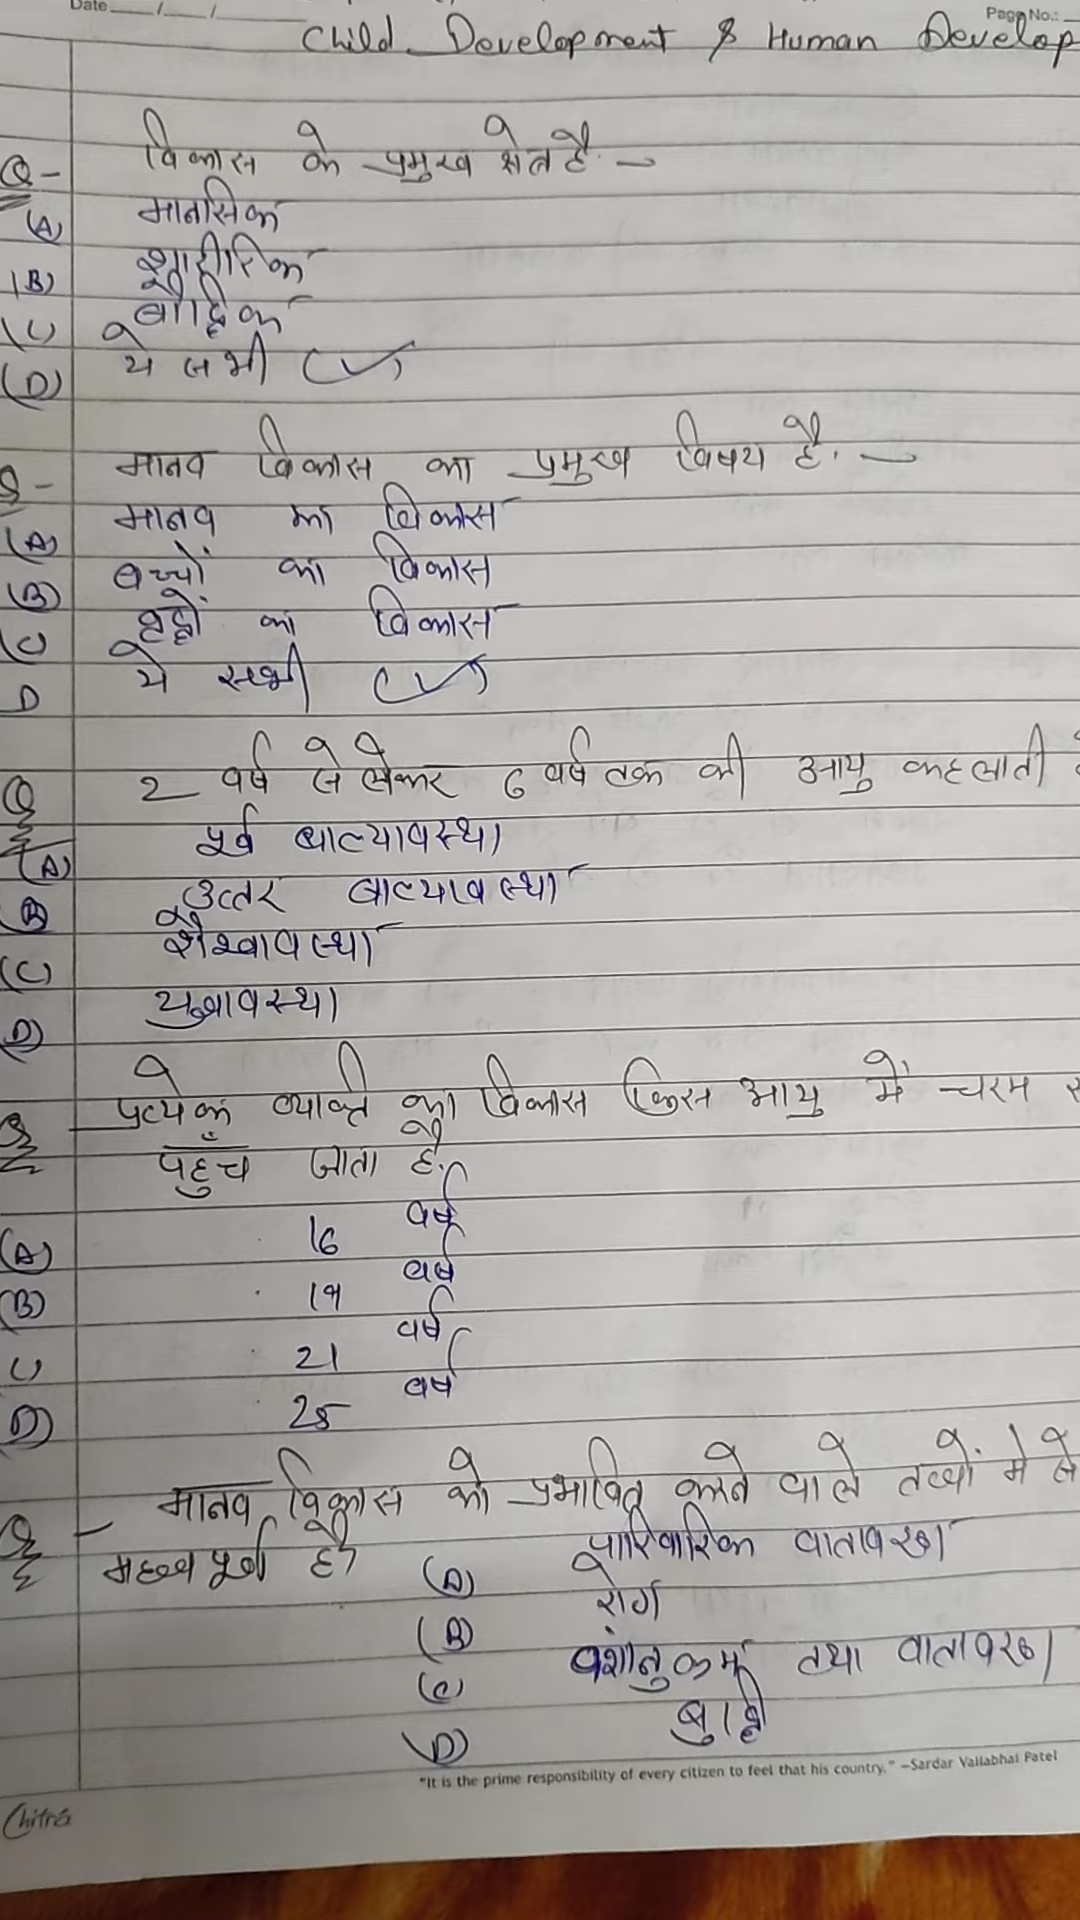 Date / /
Page No.:
Child Development & Human Develop
Q- विकास के प्रमुख क्षेत्र है. -
(A) मानसिक
(B) शारीरिक
(C) बौद्धिक
(D) ये सभी (✓)
Q- मानव विकास का प्रमुख विषय है. -
(A) मानव का विकास
(B) बच्चों का विकास
(C) वृद्धों का विकास
D ये सभी (✓)
Q 2 वर्ष से लेकर 6 वर्ष तक की आयु कहलाती
(A) पूर्व बाल्यावस्था
(B) उत्तर बाल्यावस्था
(C) शैश्वावस्था
(D) युवावस्था
Q प्रत्येक व्यक्ति का विकास किस आयु में चरम
पहुँच जाता है.
(A) 16 वर्ष
(B) 19 वर्ष
C 21 वर्ष
(D) 25 वर्ष
Q - मानव विकास को प्रभावित करने वाले तथ्यों में से
महत्वपूर्ण है?
(A) पारिवारिक वातावरण
(B) रोग
(C) वंशानुकर्म तथा वातावरण
(D) बुद्धि
"It is the prime responsibility of every citizen to feel that his country." –Sardar Vallabhai Patel
Chitra